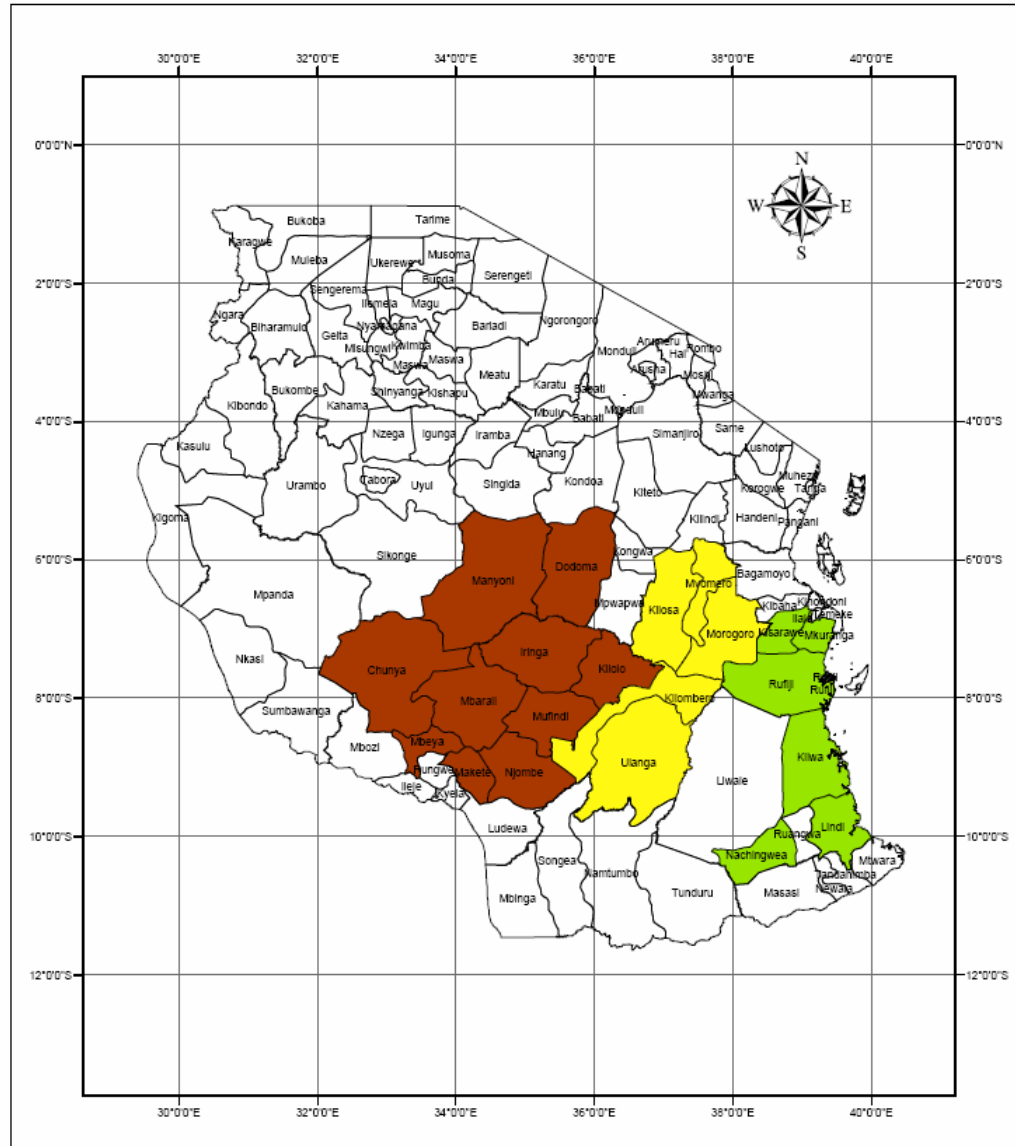 30°0'0"E 32°0'0"E 34°0'0"E 36°0'0"E 38°0'0"E 40°0'0"E
0°0'0"N 0°0'0"N
N
W E
S
Bukoba Tarime
Karagwe
Muleba Ukerewe Musoma
Bunda Serengeti
2°0'0"S 2°0'0"S
Sengerema
Ilemela Magu
Ngara Biharamulo Geita Nyamagana Bariadi Ngorongoro
Misungwi Kwimba
Maswa Maswa
Monduli Arumeru Hai Rombo
Arusha Moshi
Meatu Karatu Babati
Bukombe Shinyanga Kishapu Mwanga
Kibondo Kahama Mbulu Babati Monduli
4°0'0"S 4°0'0"S
Kasulu Nzega Igunga Iramba Simanjiro Same
Hanang Lushoto
Urambo Tabora Uyui Singida Kondoa Kiteto Korogwe Muheza Tanga
Kigoma Kilindi Handeni Pangani
Sikonge Kongwa
6°0'0"S 6°0'0"S
Manyoni Dodoma Mvomero Bagamoyo
Mpanda Mpwapwa Kilosa Kibaha Kinondoni
Ilala Temeke
Morogoro Kisarawe Mkuranga
Nkasi Chunya Iringa Kilolo
Rufiji Rufiji Rufiji
8°0'0"S 8°0'0"S
Sumbawanga Mbarali Mufindi Kilombero
Mbozi Mbeya
Rungwe Makete Njombe Ulanga Liwale Kilwa
Ileje Kyela
Ludewa Ruangwa Lindi
10°0'0"S 10°0'0"S
Nachingwea Mtwara
Songea Namtumbo Tandahimba
Mbinga Tunduru Masasi Newala
12°0'0"S 12°0'0"S
30°0'0"E 32°0'0"E 34°0'0"E 36°0'0"E 38°0'0"E 40°0'0"E